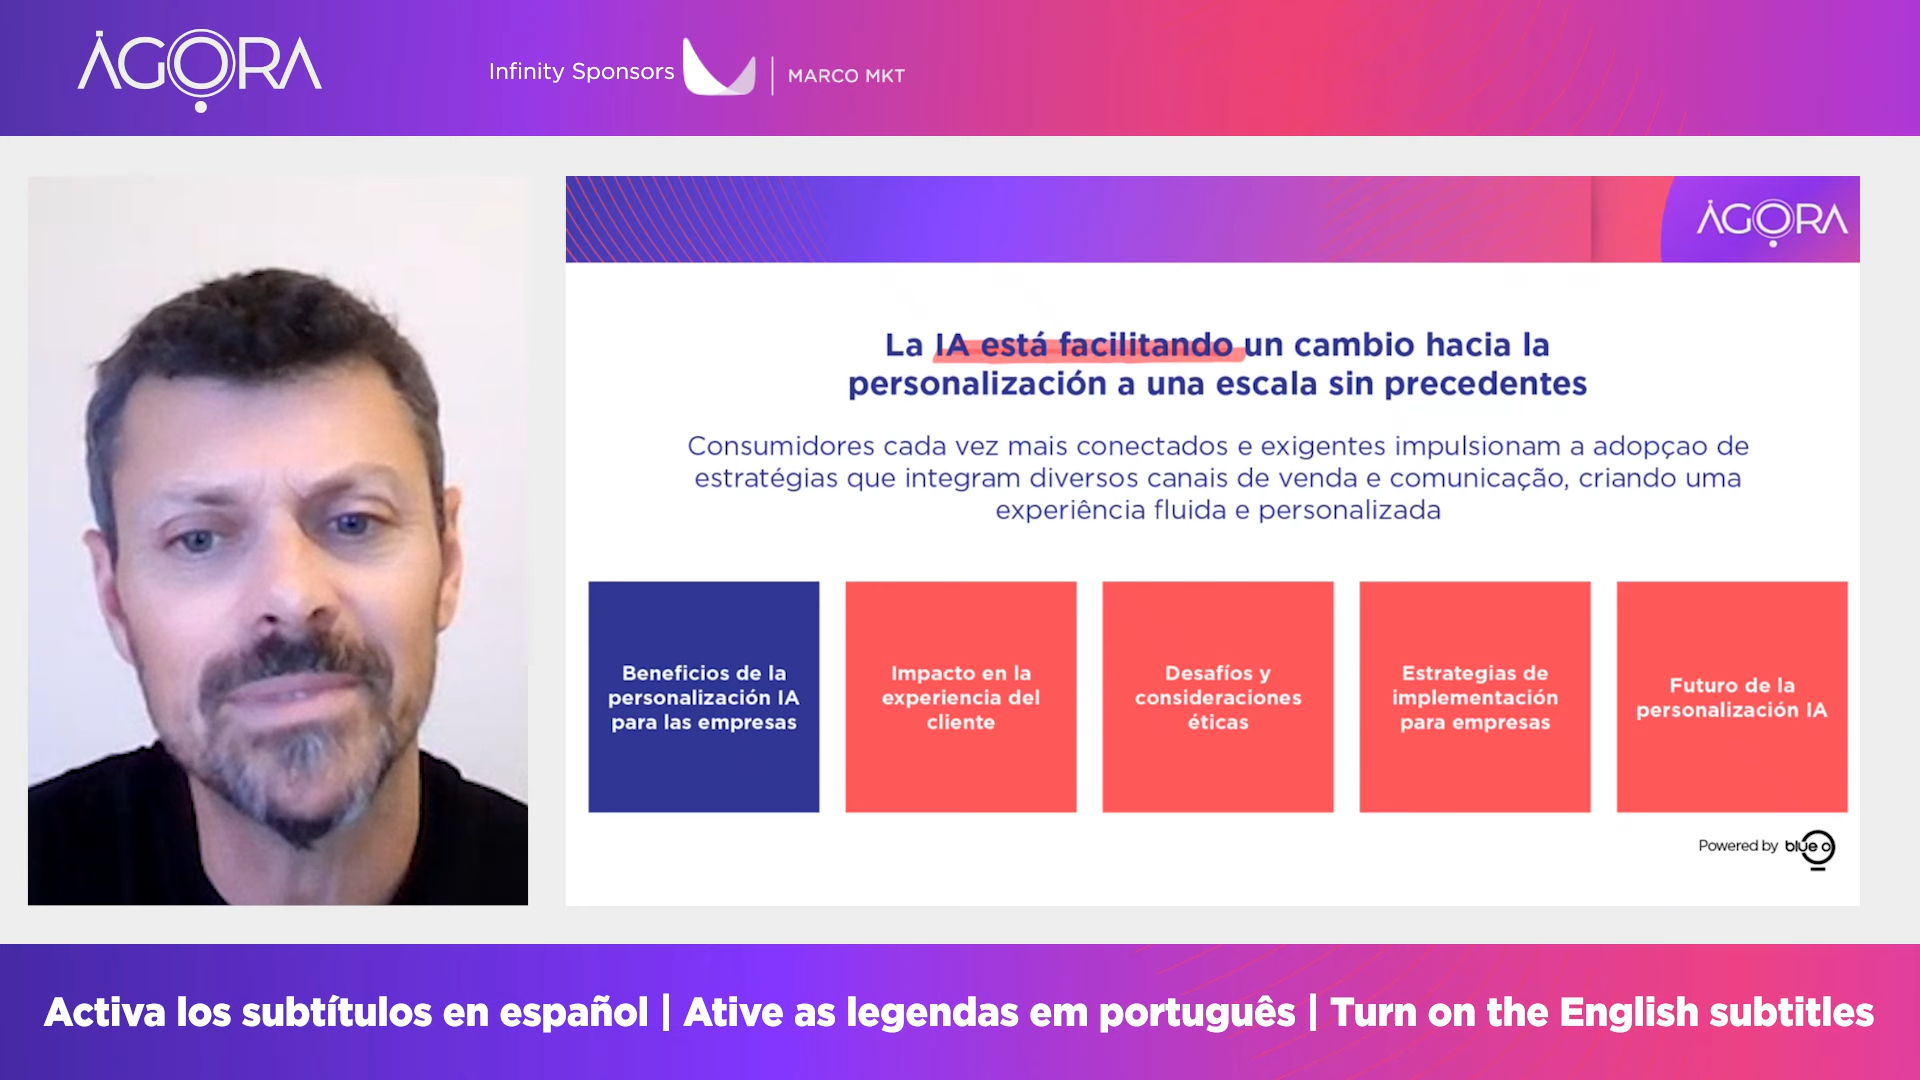 ÁGORA
Infinity Sponsors
MARCO MKT
ÁGORA
La IA está facilitando un cambio hacia la
personalización a una escala sin precedentes
Consumidores cada vez mais conectados e exigentes impulsionam a adopçao de
estratégias que integram diversos canais de venda e comunicação, criando uma
experiência fluida e personalizada
Beneficios de la
personalización IA
para las empresas
Impacto en la
experiencia del
cliente
Desafíos y
consideraciones
éticas
Estrategias de
implementación
para empresas
Futuro de la
personalización IA
Powered by blue o
Activa los subtítulos en español | Ative as legendas em português | Turn on the English subtitles